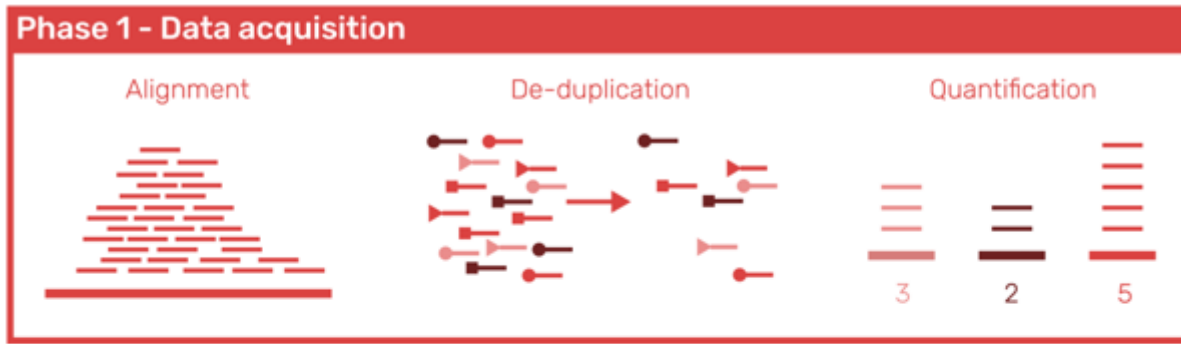 Phase 1 - Data acquisition
Alignment
De-duplication
Quantification
3
2
5